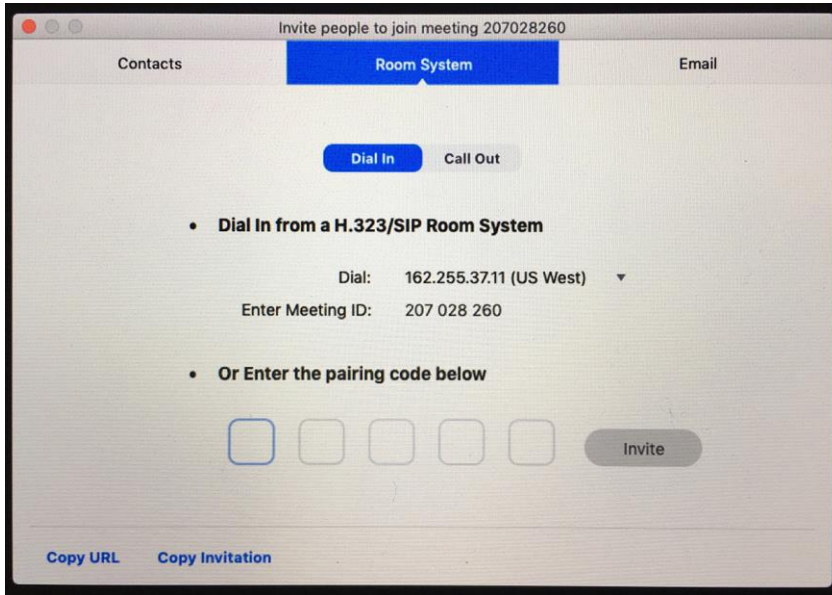 Invite people to join meeting 207028260
Contacts Room System Email
Dial In Call Out
• Dial In from a H.323/SIP Room System
Dial: 162.255.37.11 (US West)
Enter Meeting ID: 207 028 260
• Or Enter the pairing code below
Invite
Copy URL Copy Invitation